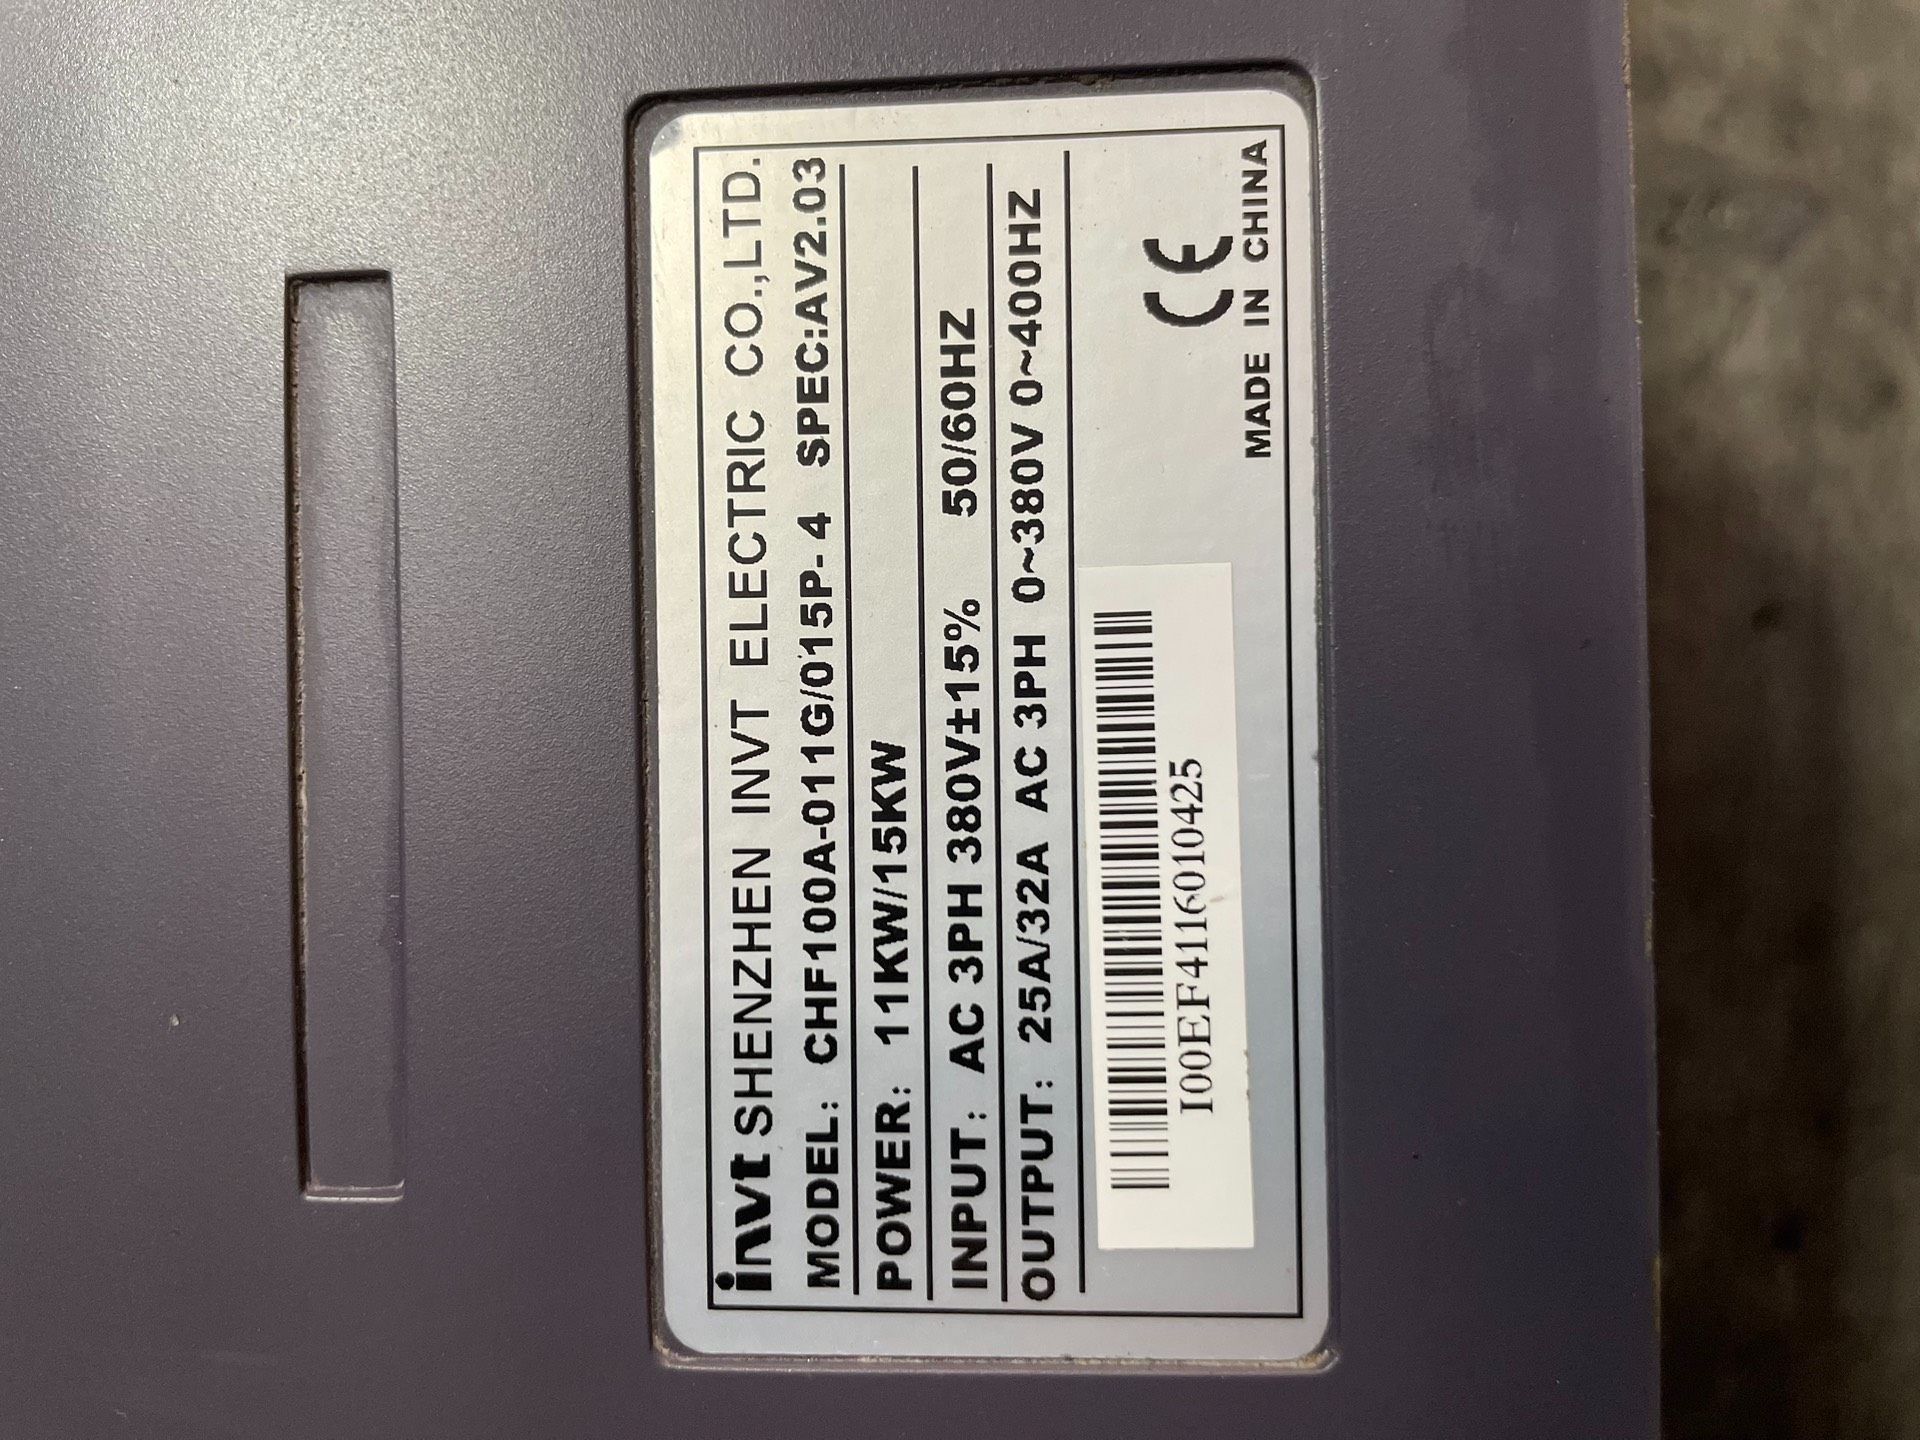 invt SHENZHEN INVT ELECTRIC CO.,LTD.
MODEL: CHF100A-011G/015P-4 SPEC:AV2.03
POWER: 11KW/15KW
INPUT: AC 3PH 380V±15% 50/60HZ
OUTPUT: 25A/32A AC 3PH 0~380V 0~400HZ
I00EF4116010425
CE
MADE IN CHINA